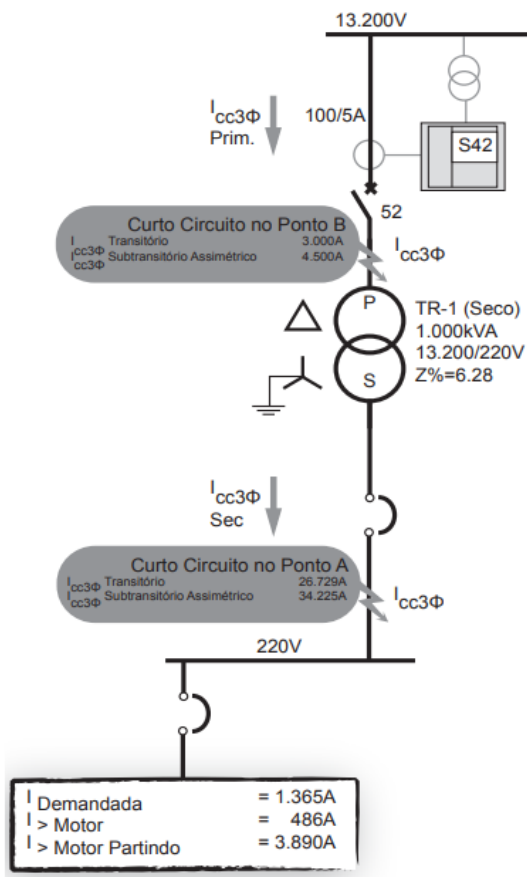 13.200V
Icc3Φ
Prim.
100/5A
S42
52
Curto Circuito no Ponto B
Icc3Φ Transitório 3.000A
Icc3Φ Subtransitório Assimétrico 4.500A
Icc3Φ
P
S
TR-1 (Seco)
1.000kVA
13.200/220V
Z%=6.28
Icc3Φ
Sec
Curto Circuito no Ponto A
Icc3Φ Transitório 26.729A
Icc3Φ Subtransitório Assimétrico 34.225A
Icc3Φ
220V
I Demandada = 1.365A
I > Motor = 486A
I > Motor Partindo = 3.890A